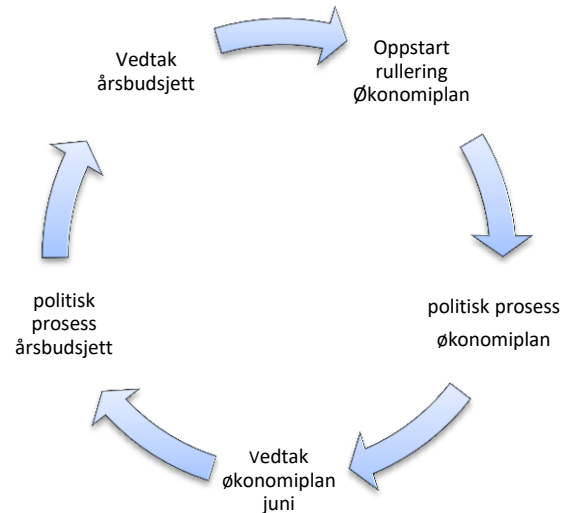 Vedtak
årsbudsjett
Oppstart
rullering
Økonomiplan
politisk prosess
økonomiplan
vedtak
økonomiplan
juni
politisk
prosess
årsbudsjett